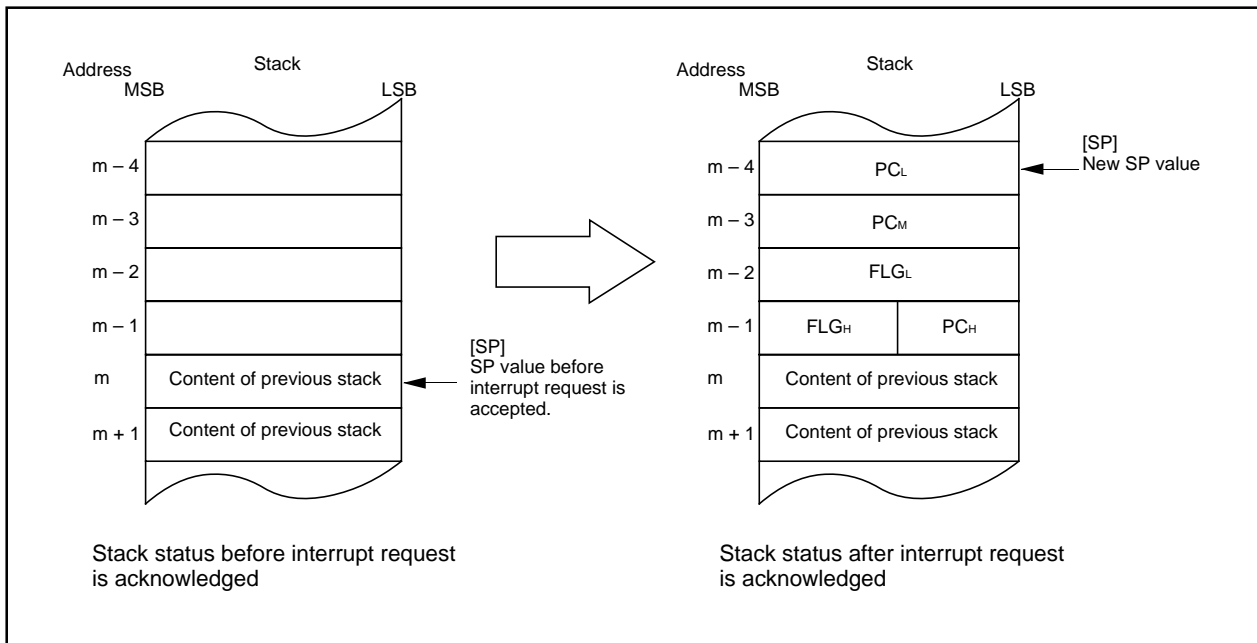 Address
Stack
MSB
LSB
m – 4
m – 3
m – 2
m – 1
m
Content of previous stack
m + 1
Content of previous stack
[SP]
SP value before
interrupt request is
accepted.
Stack status before interrupt request
is acknowledged
Address
Stack
MSB
LSB
m – 4
PCL
[SP]
New SP value
m – 3
PCM
m – 2
FLGL
m – 1
FLGH
PCH
m
Content of previous stack
m + 1
Content of previous stack
Stack status after interrupt request
is acknowledged